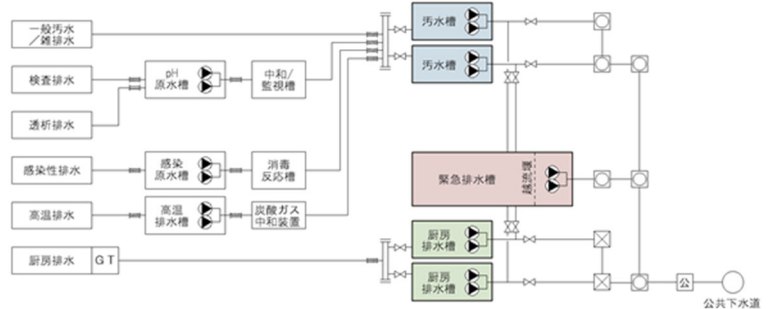 一般汚水
／雑排水
検査排水
透析排水
感染性排水
高温排水
厨房排水
GT
pH
原水槽
中和/
監視槽
感染
原水槽
消毒
反応槽
高温
排水槽
炭酸ガス
中和装置
汚水槽
汚水槽
緊急排水槽
越流堰
厨房
排水槽
厨房
排水槽
公
公共下水道